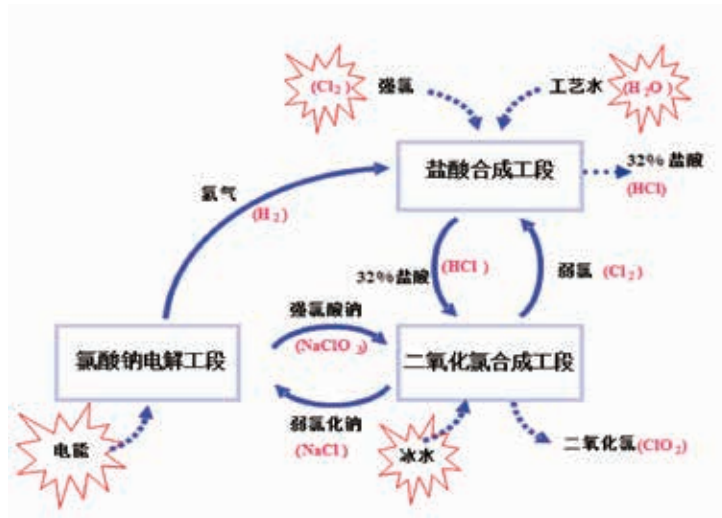 (Cl₂) 强氯 工艺水 (H₂O)
盐酸合成工段
32%盐酸
(HCl)
氢气
(H₂)
32%盐酸
(HCl)
弱氯 (Cl₂)
强氯酸钠
(NaClO₃)
氯酸钠电解工段
二氧化氯合成工段
弱氯化钠
(NaCl)
电能
冰水
二氧化氯(ClO₂)